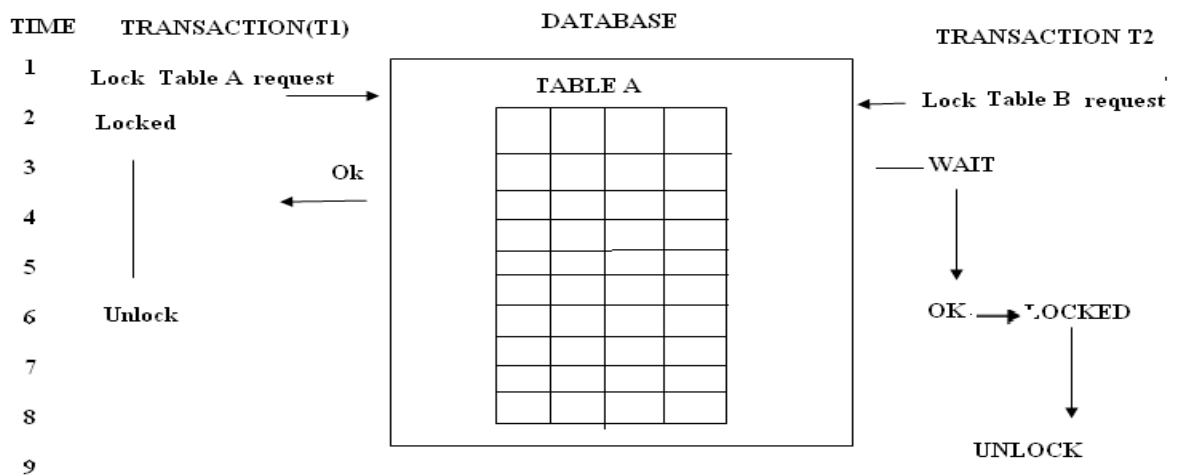 TIME TRANSACTION(T1) DATABASE TRANSACTION T2
1 Lock Table A request TABLE A Lock Table B request
2 Locked
3 Ok WAIT
4
5
6 Unlock OK LOCKED
7
8
UNLOCK
9